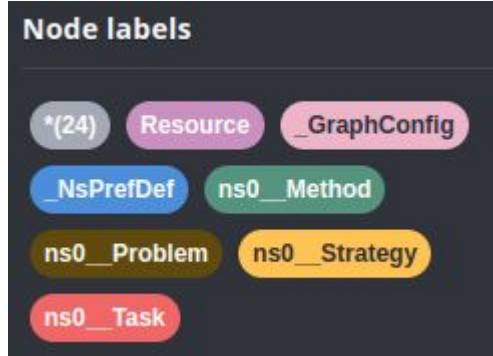 Node labels
*(24) Resource _GraphConfig
_NsPrefDef ns0__Method
ns0__Problem ns0__Strategy
ns0__Task